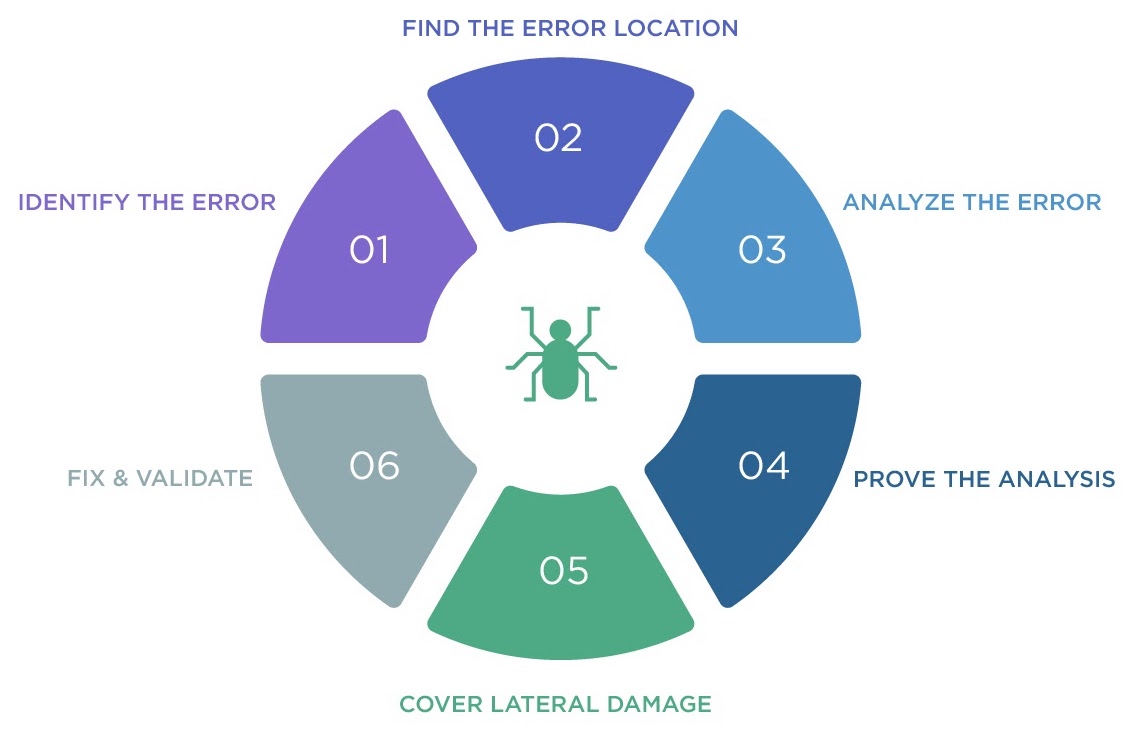 FIND THE ERROR LOCATION
02
IDENTIFY THE ERROR
01
ANALYZE THE ERROR
03
FIX & VALIDATE
06
PROVE THE ANALYSIS
04
05
COVER LATERAL DAMAGE